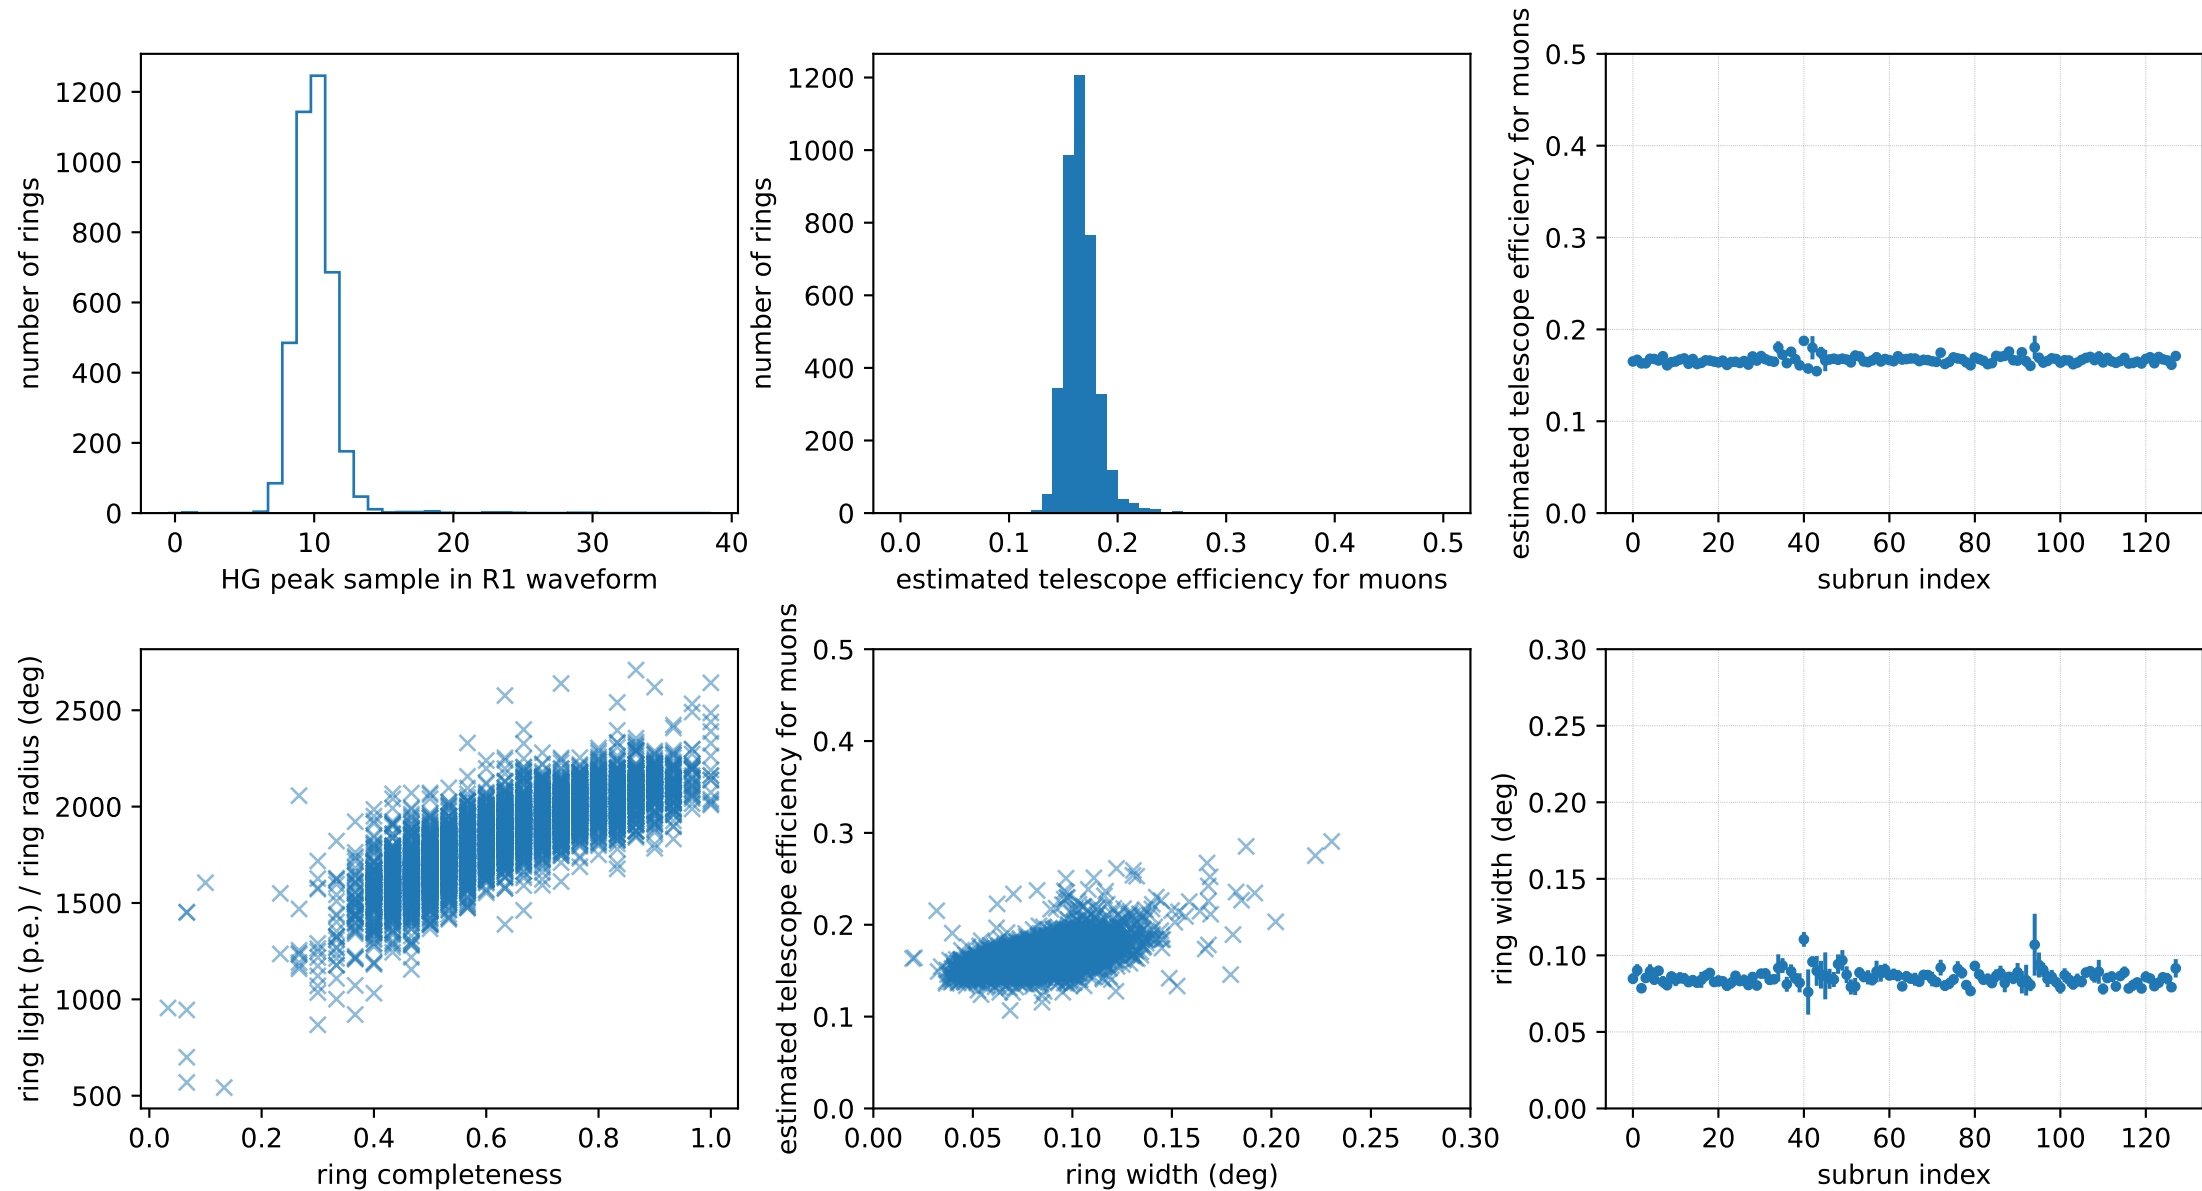 1200
1000
800
600
400
200
0
number of rings
0 10 20 30 40
HG peak sample in R1 waveform
1200
1000
800
600
400
200
0
number of rings
0.0 0.1 0.2 0.3 0.4 0.5
estimated telescope efficiency for muons
0.5
0.4
0.3
0.2
0.1
0.0
estimated telescope efficiency for muons
0 20 40 60 80 100 120
subrun index
2500
2000
1500
1000
500
ring light (p.e.) / ring radius (deg)
0.0 0.2 0.4 0.6 0.8 1.0
ring completeness
0.5
0.4
0.3
0.2
0.1
0.0
estimated telescope efficiency for muons
0.00 0.05 0.10 0.15 0.20 0.25 0.30
ring width (deg)
0.30
0.25
0.20
0.15
0.10
0.05
0.00
ring width (deg)
0 20 40 60 80 100 120
subrun index